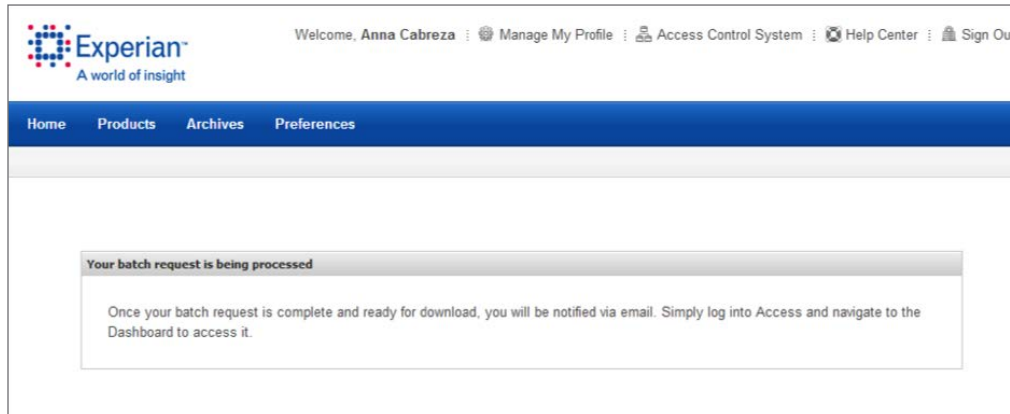 Experian™
A world of insight
Welcome, Anna Cabreza Manage My Profile Access Control System Help Center Sign Ou
Home Products Archives Preferences
Your batch request is being processed
Once your batch request is complete and ready for download, you will be notified via email. Simply log into Access and navigate to the
Dashboard to access it.